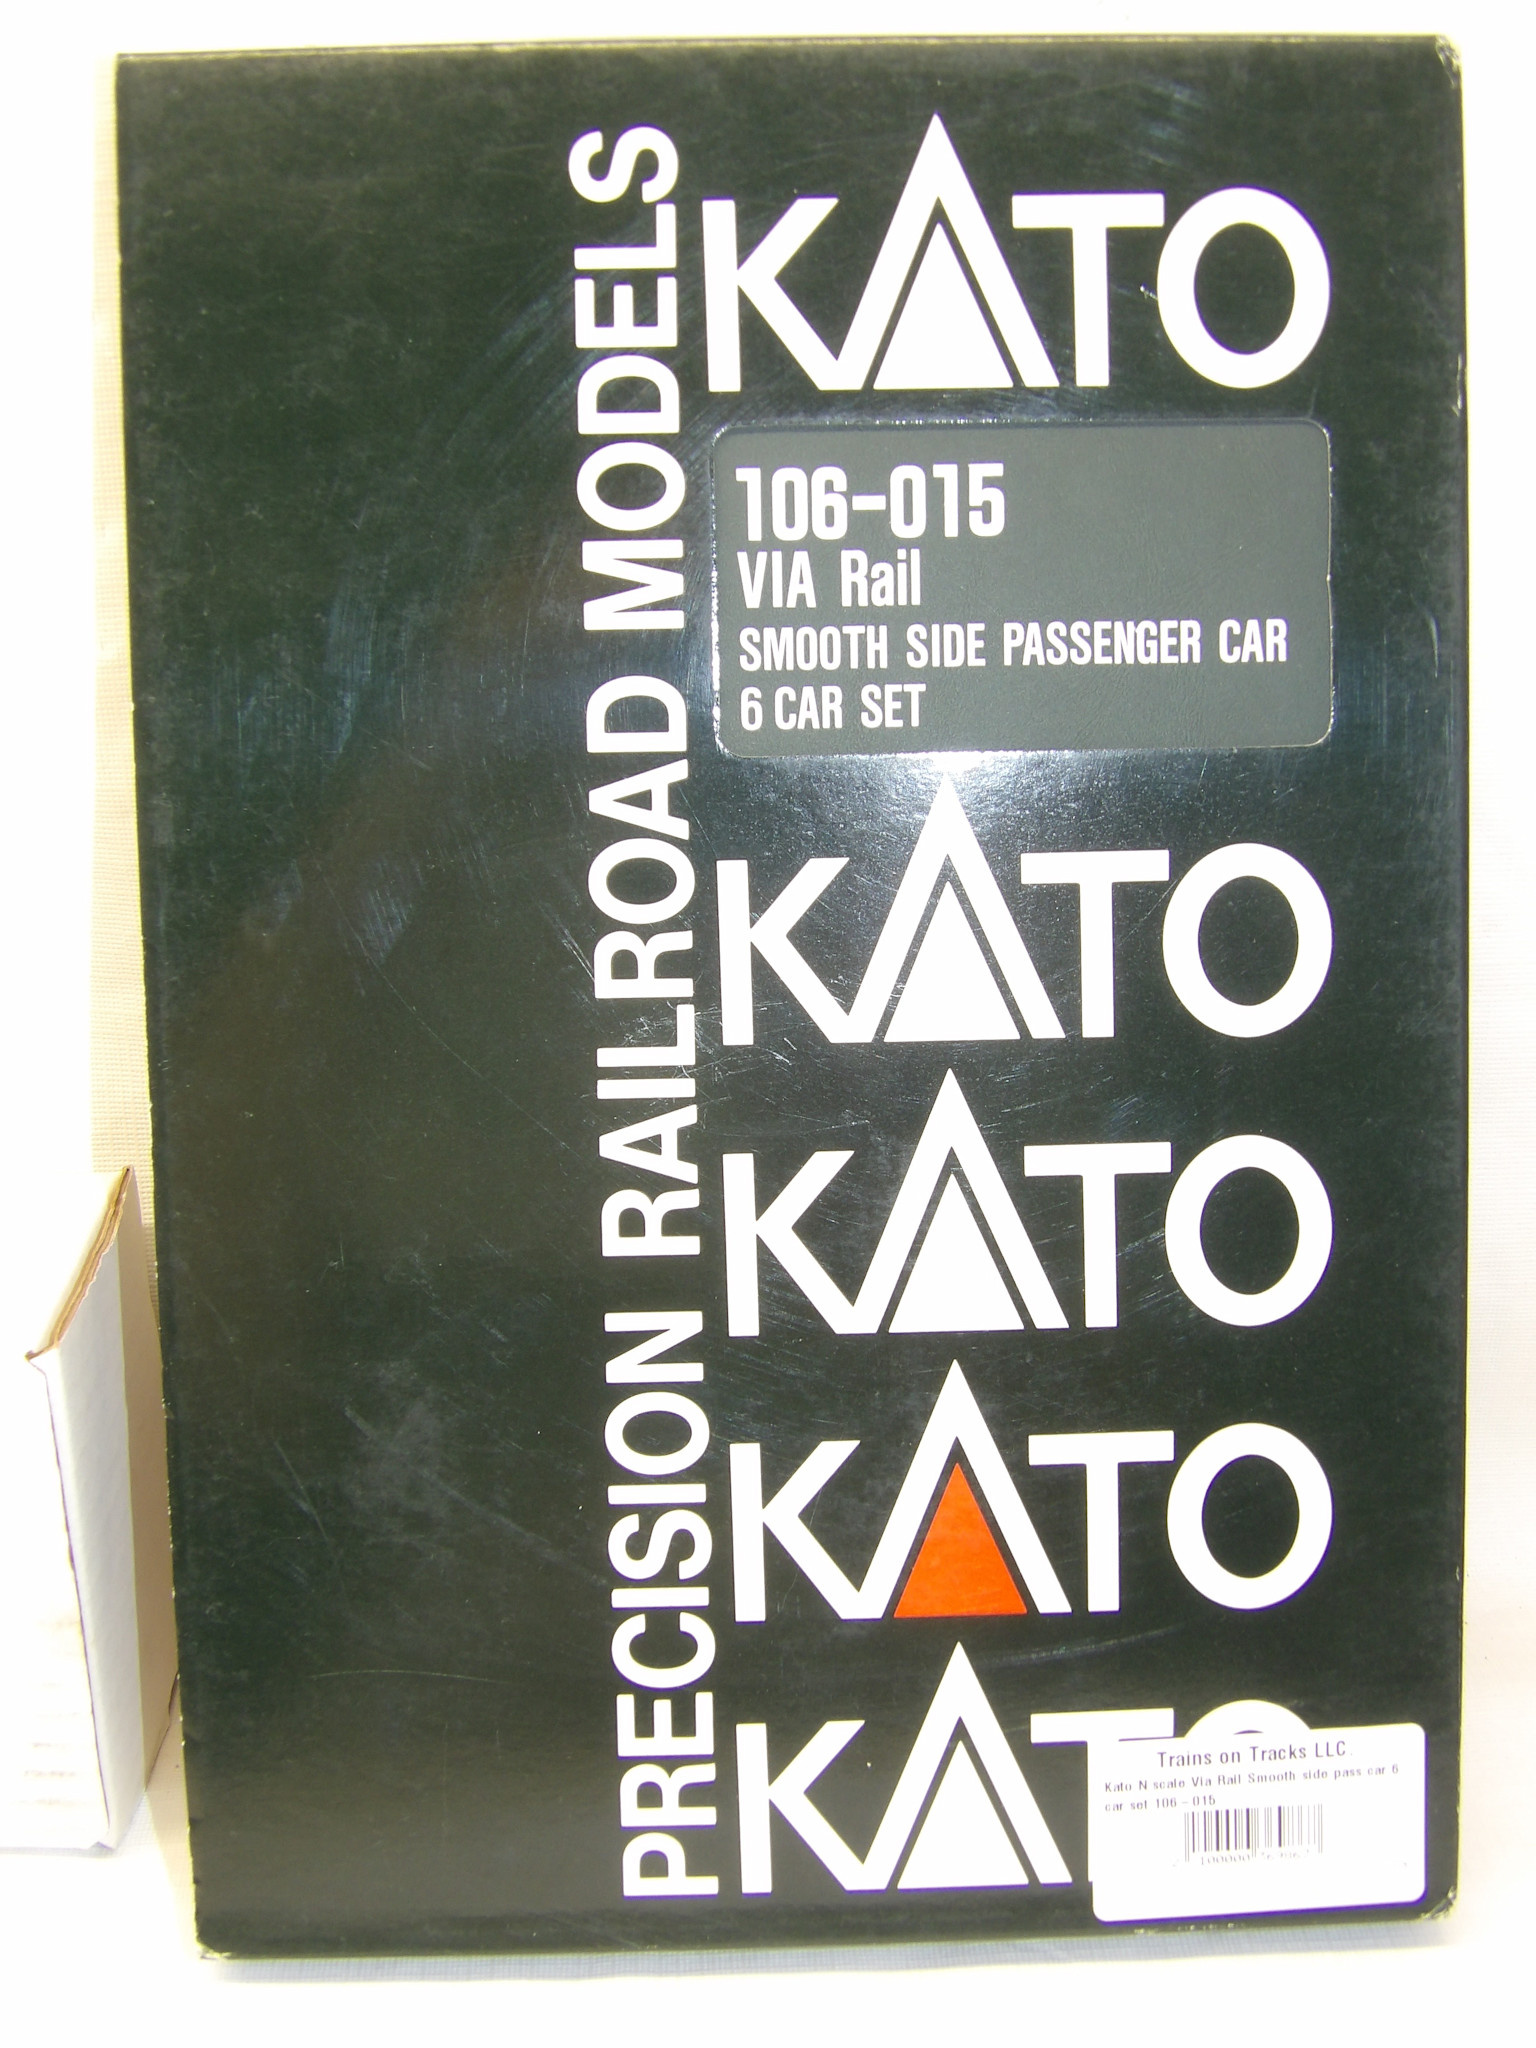 PRECISION RAILROAD MODELS
KATO
106-015
VIA Rail
SMOOTH SIDE PASSENGER CAR
6 CAR SET
KATO
KATO
KATO
KATO
Trains on Tracks LLC.
Kato N scale Via Rail Smooth side pass car 6
car set 106-015